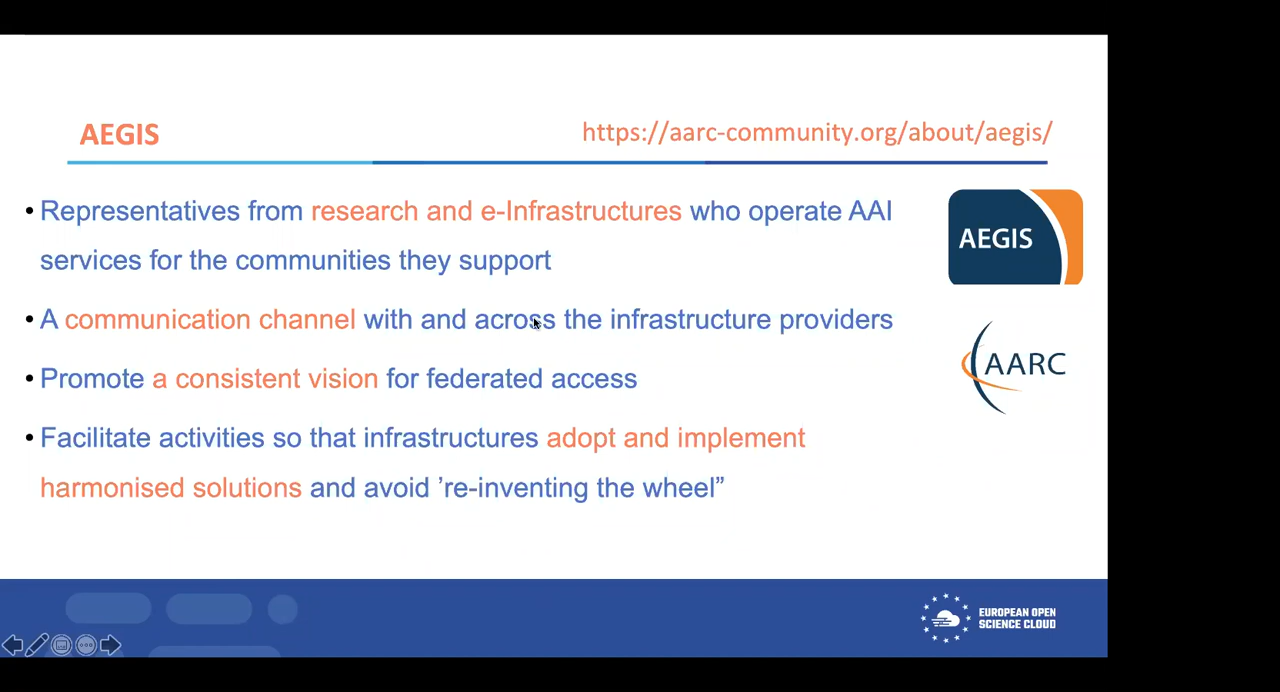 AEGIS
https://aarc-community.org/about/aegis/
• Representatives from research and e-Infrastructures who operate AAI
services for the communities they support
• A communication channel with and across the infrastructure providers
• Promote a consistent vision for federated access
• Facilitate activities so that infrastructures adopt and implement
harmonised solutions and avoid ’re-inventing the wheel”
AEGIS
AARC
EUROPEAN OPEN
SCIENCE CLOUD